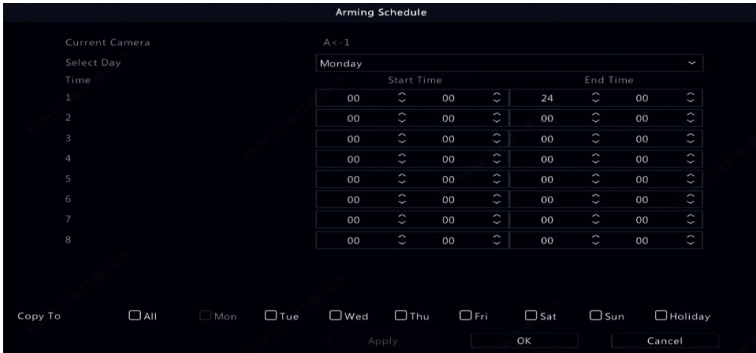 Arming Schedule
Current Camera A<-1
Select Day Monday
Time Start Time End Time
1 00 00 24 00
2 00 00 00 00
3 00 00 00 00
4 00 00 00 00
5 00 00 00 00
6 00 00 00 00
7 00 00 00 00
8 00 00 00 00
Copy To All Mon Tue Wed Thu Fri Sat Sun Holiday
Apply OK Cancel